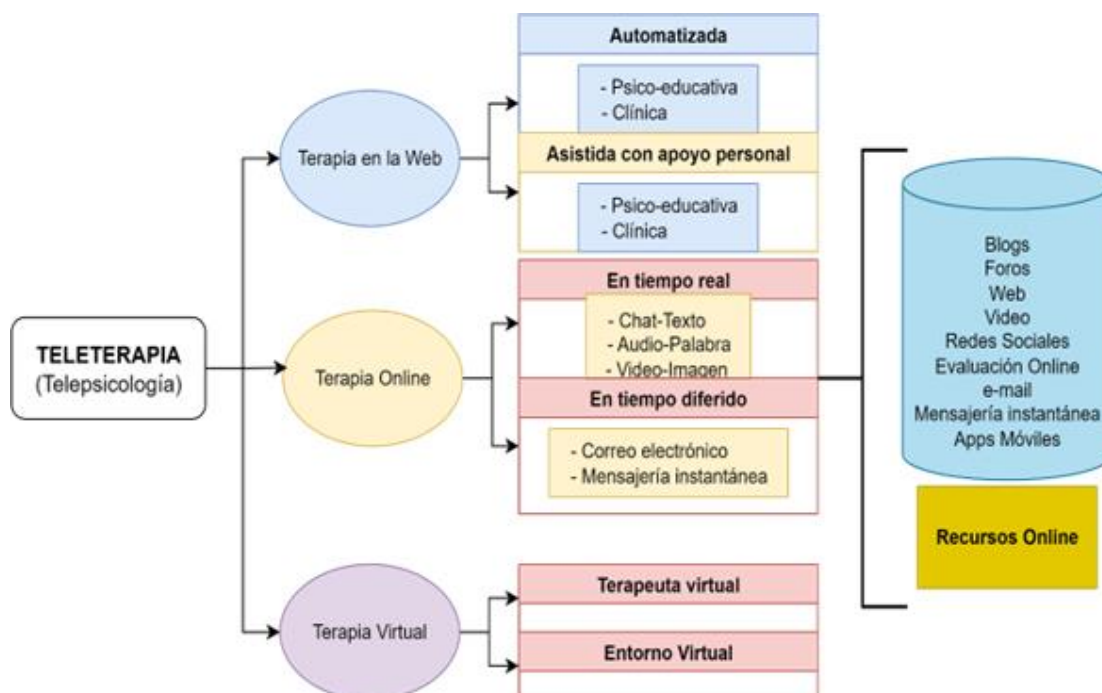 TELETERAPIA
(Telepsicología)
Terapia en la Web
Automatizada
- Psico-educativa
- Clínica
Asistida con apoyo personal
- Psico-educativa
- Clínica
Terapia Online
En tiempo real
- Chat-Texto
- Audio-Palabra
- Video-Imagen
En tiempo diferido
- Correo electrónico
- Mensajería instantánea
Terapia Virtual
Terapeuta virtual
Entorno Virtual
Blogs
Foros
Web
Video
Redes Sociales
Evaluación Online
e-mail
Mensajería instantánea
Apps Móviles
Recursos Online